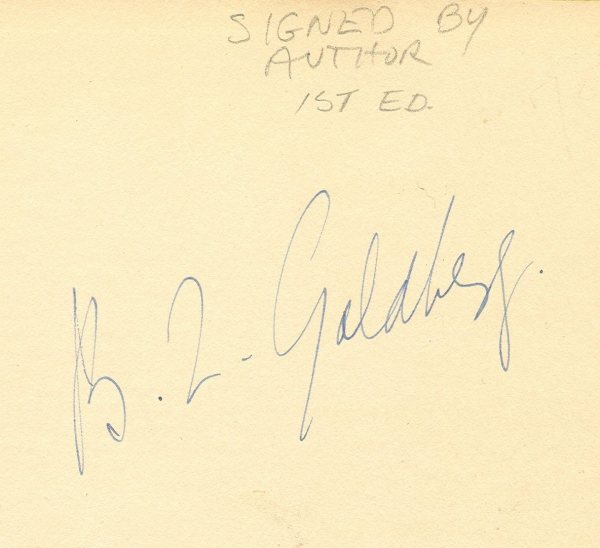 SIGNED BY
AUTHOR
1ST ED.
B. Z. Goldberg.